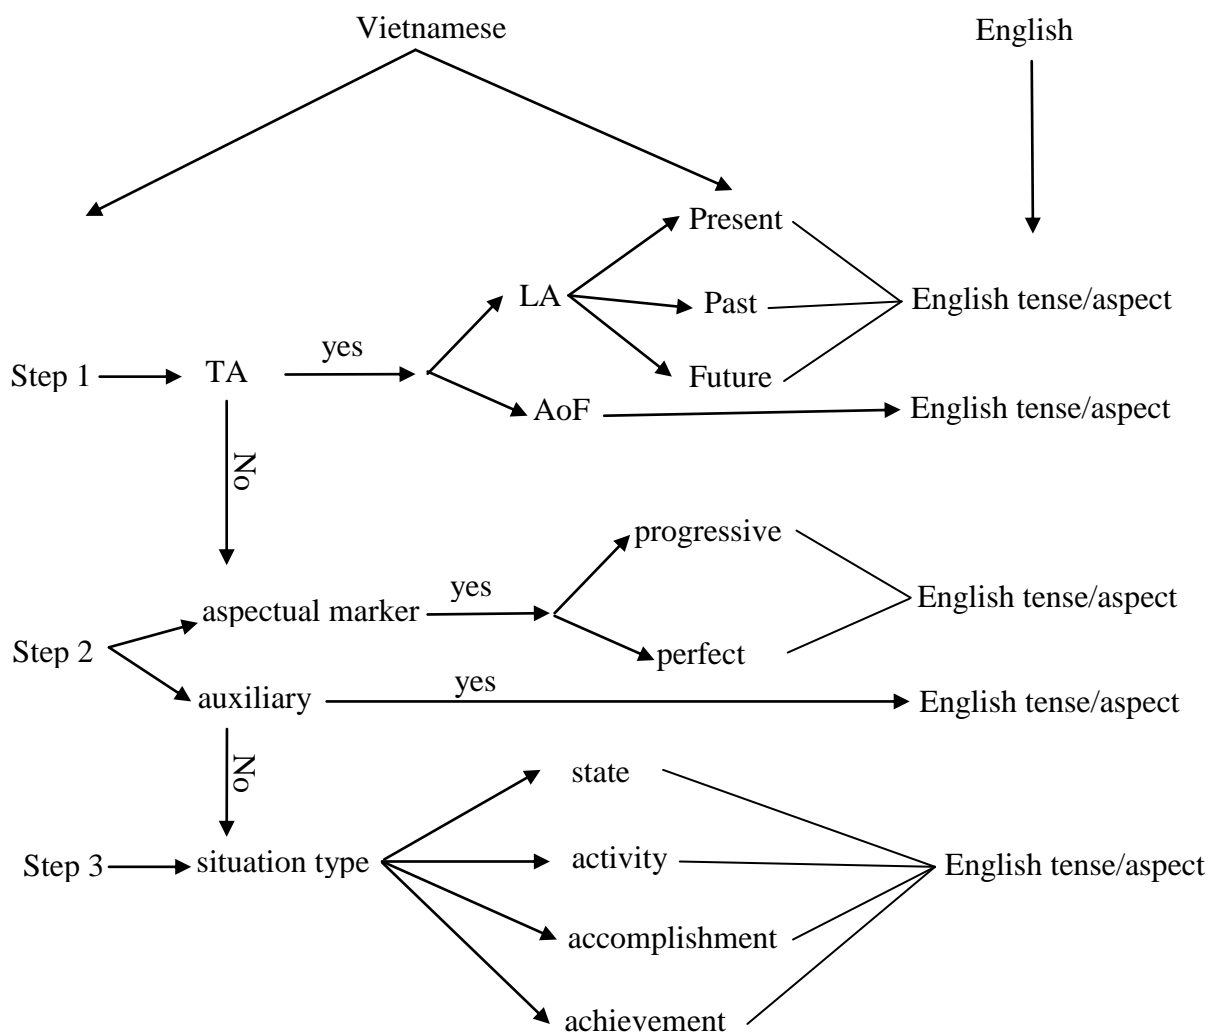 Vietnamese
English
Present
LA
Past
English tense/aspect
yes
Step 1
TA
Future
AoF
English tense/aspect
No
progressive
yes
aspectual marker
English tense/aspect
Step 2
perfect
yes
auxiliary
English tense/aspect
No
state
Step 3
situation type
activity
English tense/aspect
accomplishment
achievement